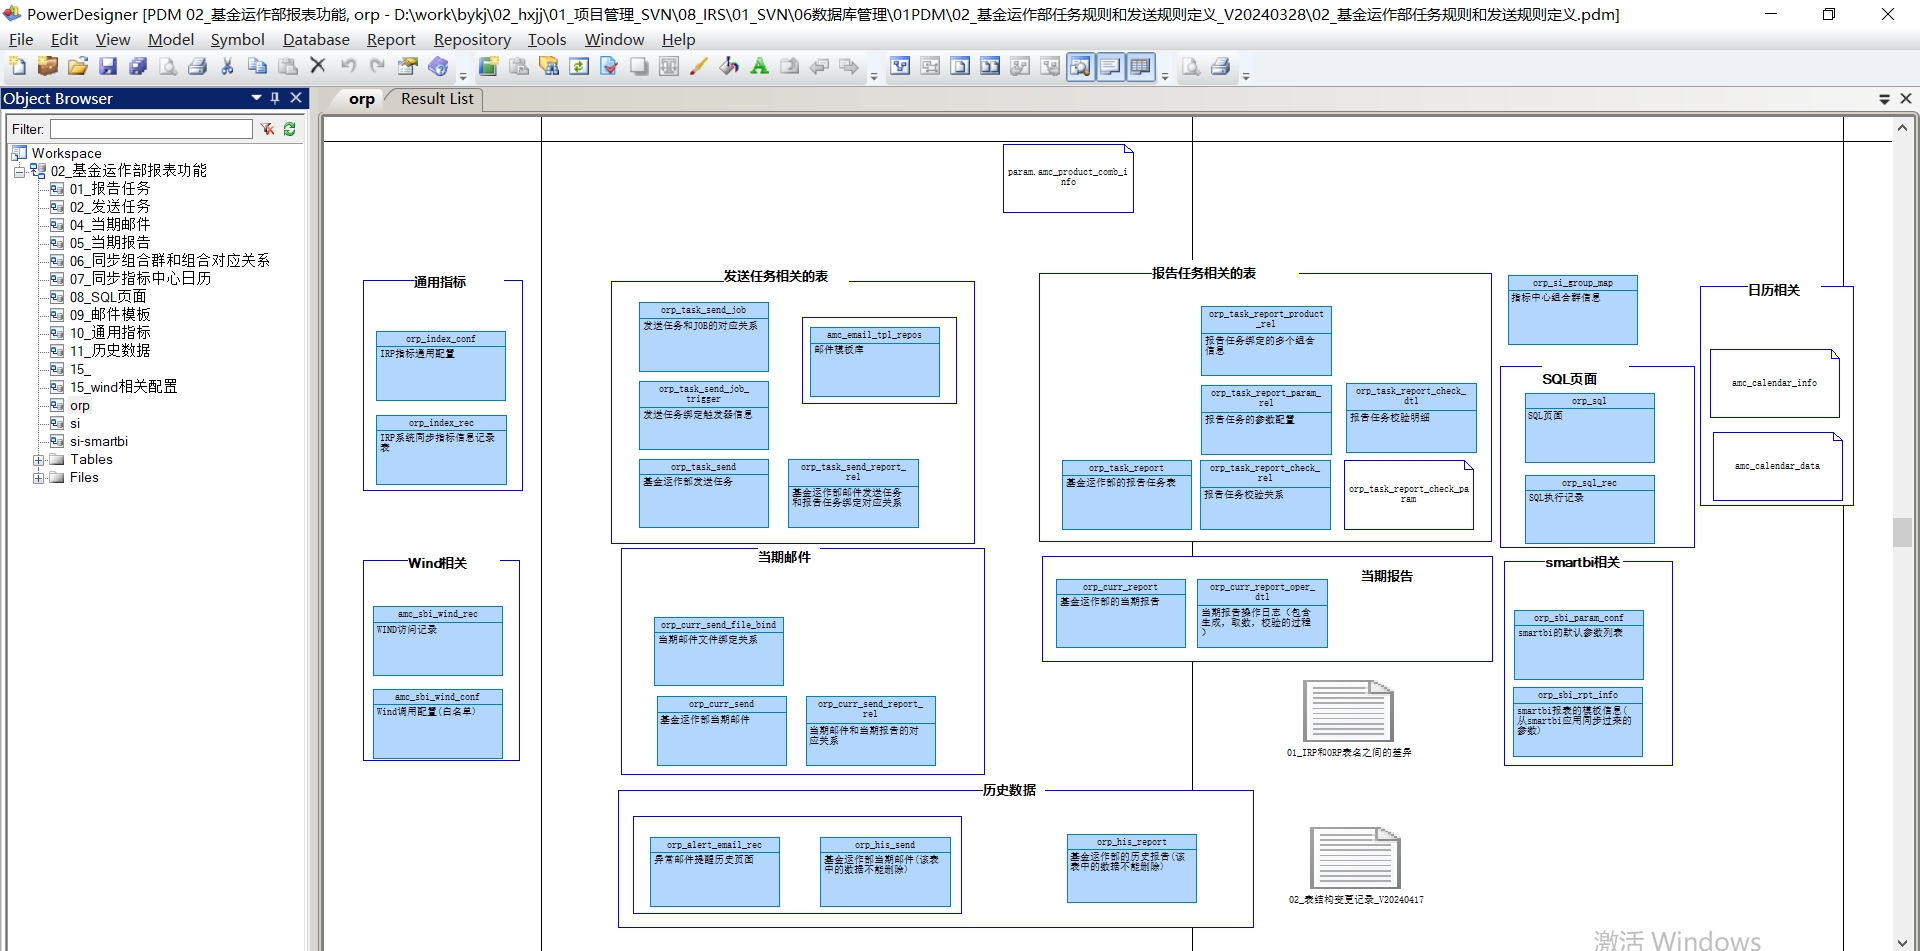 PowerDesigner [PDM 02_基金运作部报表功能, orp - D:\work\bykj\02_hxjj\01_项目管理_SVN\08_IRS\01_SVN\06数据库管理\01PDM\02_基金运作部任务规则和发送规则定义_V20240328\02_基金运作部任务规则和发送规则定义.pdm]
File Edit View Model Symbol Database Report Repository Tools Window Help
Object Browser
orp
Result List
Filter:
Workspace
02_基金运作部报表功能
01_报告任务
02_发送任务
04_当期邮件
05_当期报告
06_同步组合群和组合对应关系
07_同步指标中心日历
08_SQL页面
09_邮件模板
10_通用指标
11_历史数据
15_
15_wind相关配置
orp
si
si-smartbi
Tables
Files
param.amc_product_comb_i
nfo
通用指标
orp_index_conf
IRP指标通用配置
orp_index_rec
IRP系统同步指标信息记录
表
发送任务相关的表
orp_task_send_job
发送任务和JOB的对应关系
amc_email_tpl_repos
邮件模板库
orp_task_send_job_
trigger
发送任务绑定触发器信息
orp_task_send
基金运作部发送任务
orp_task_send_report_
rel
基金运作部邮件发送任务
和报告任务绑定对应关系
报告任务相关的表
orp_task_report_product
_rel
报告任务绑定的多个组合
信息
orp_task_report_param_
rel
报告任务的参数配置
orp_task_report_check_
dtl
报告任务校验明细
orp_task_report
基金运作部的报告任务表
orp_task_report_check_
rel
报告任务校验关系
orp_task_report_check_pa
ram
orp_si_group_map
指标中心组合群信息
SQL页面
orp_sql
SQL页面
orp_sql_rec
SQL执行记录
日历相关
amc_calendar_info
amc_calendar_data
Wind相关
amc_sbi_wind_rec
WIND访问记录
amc_sbi_wind_conf
Wind调用配置(白名单)
当期邮件
orp_curr_send_file_bind
当期邮件文件绑定关系
orp_curr_send
基金运作部当期邮件
orp_curr_send_report_
rel
当期邮件和当期报告的对
应关系
当期报告
orp_curr_report
基金运作部的当期报告
orp_curr_report_oper_
dtl
当期报告操作日志（包含
生成，取数，校验的过程
）
smartbi相关
orp_sbi_param_conf
smartbi的默认参数列表
orp_sbi_rpt_info
smartbi报表的模板信息(
从smartbi应用同步过来的
参数)
01_IRP和ORP表名之间的差异
历史数据
orp_alert_email_rec
异常邮件提醒历史页面
orp_his_send
基金运作部当期邮件(该表
中的数据不能删除)
orp_his_report
基金运作部的历史报告(该
表中的数据不能删除)
02_表结构变更记录_V20240417
激活 Windows